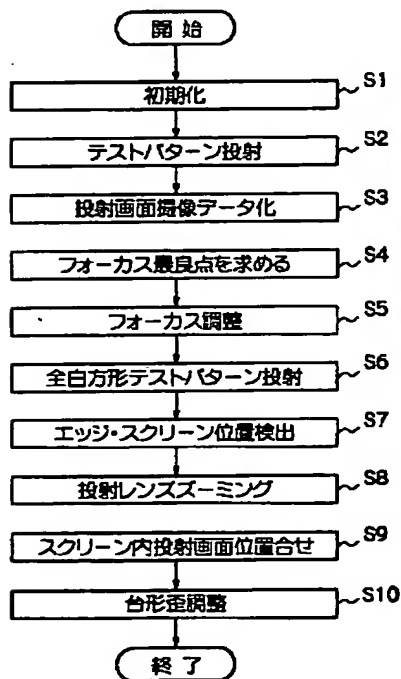 開始
初期化 S1
テストパターン投射 S2
投射画面撮像データ化 S3
フォーカス最良点を求める S4
フォーカス調整 S5
全白方形テストパターン投射 S6
エッジ・スクリーン位置検出 S7
投射レンズズーミング S8
スクリーン内投射画面位置合せ S9
台形歪調整 S10
終了